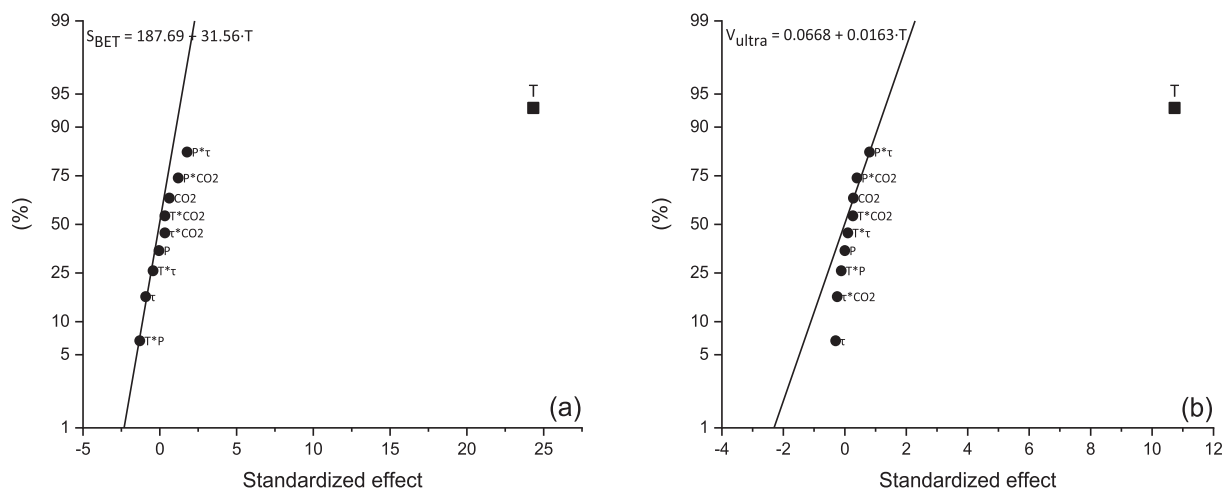 99
95
90
75
50
25
10
5
1
(%)
S_BET = 187.69 + 31.56·T
T
P*τ
P*CO2
CO2
T*CO2
τ*CO2
P
T*τ
τ
T*P
(a)
-5 0 5 10 15 20 25
Standardized effect
99
95
90
75
50
25
10
5
1
(%)
V_ultra = 0.0668 + 0.0163·T
T
P*τ
P*CO2
CO2
T*CO2
T*τ
P
T*P
τ*CO2
τ
(b)
-4 -2 0 2 4 6 8 10 12
Standardized effect